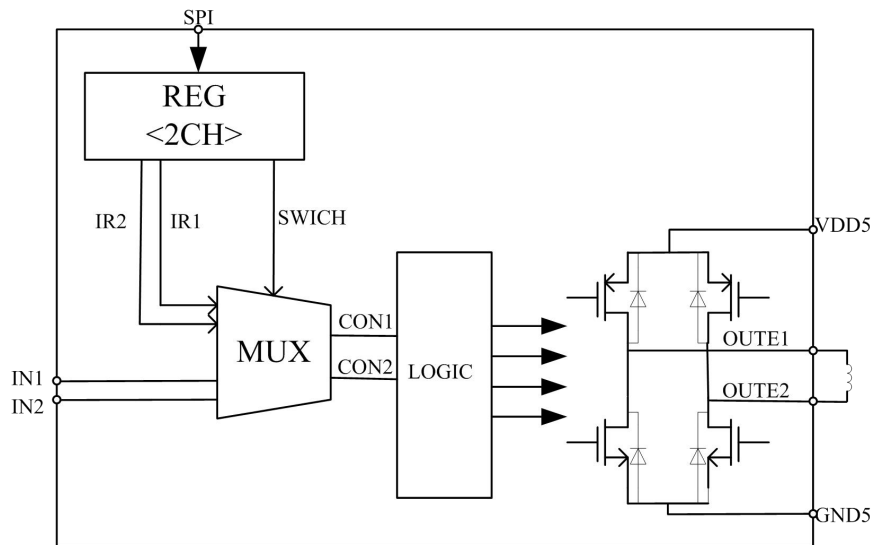 SPI
REG
<2CH>
IR2
IR1
SWICH
VDD5
MUX
CON1
CON2
LOGIC
OUTE1
OUTE2
IN1
IN2
GND5